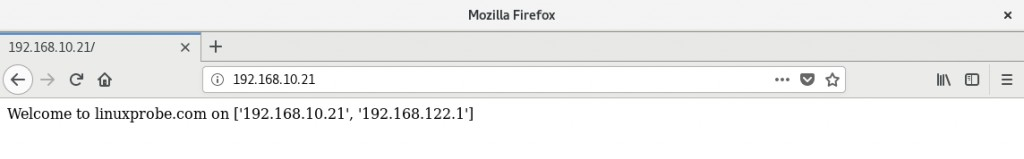 Mozilla Firefox
192.168.10.21/
192.168.10.21
Welcome to linuxprobe.com on ['192.168.10.21', '192.168.122.1']